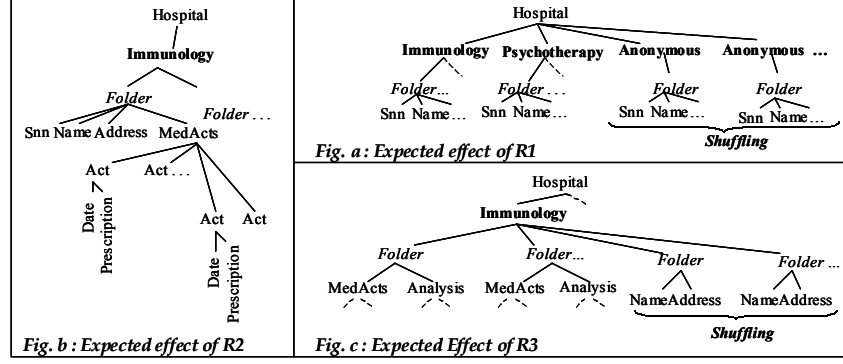 Hospital
Immunology
Folder
Folder . . .
Snn Name Address MedActs
Act Act . . .
Date
Prescription
Act Act
Date
Prescription
Fig. b : Expected effect of R2
Hospital
Immunology Psychotherapy Anonymous Anonymous ...
Folder... Folder . . . Folder Folder . . .
Snn Name... Snn Name... Snn Name... Snn Name...
Shuffling
Fig. a : Expected effect of R1
Hospital
Immunology
Folder Folder... Folder Folder ...
MedActs Analysis MedActs Analysis NameAddress NameAddress
Shuffling
Fig. c : Expected Effect of R3